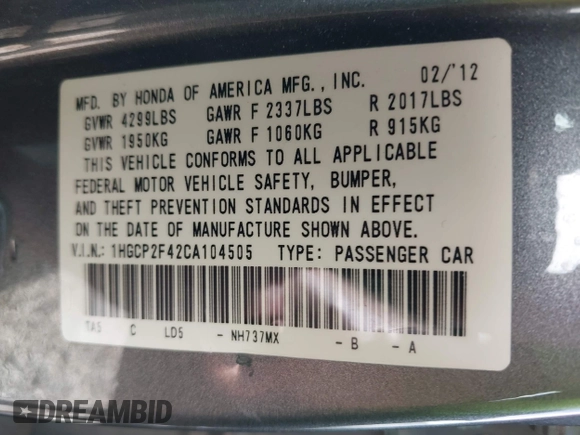 MFD. BY HONDA OF AMERICA MFG., INC. 02/'12
GVWR 4299LBS GAWR F 2337LBS R 2017LBS
GVWR 1950KG GAWR F 1060KG R 915KG
THIS VEHICLE CONFORMS TO ALL APPLICABLE
FEDERAL MOTOR VEHICLE SAFETY, BUMPER,
AND THEFT PREVENTION STANDARDS IN EFFECT
ON THE DATE OF MANUFACTURE SHOWN ABOVE.
V.I.N.: 1HGCP2F42CA104505 TYPE: PASSENGER CAR
TA5 C LD5 - NH737MX - B - A
DREAMBID